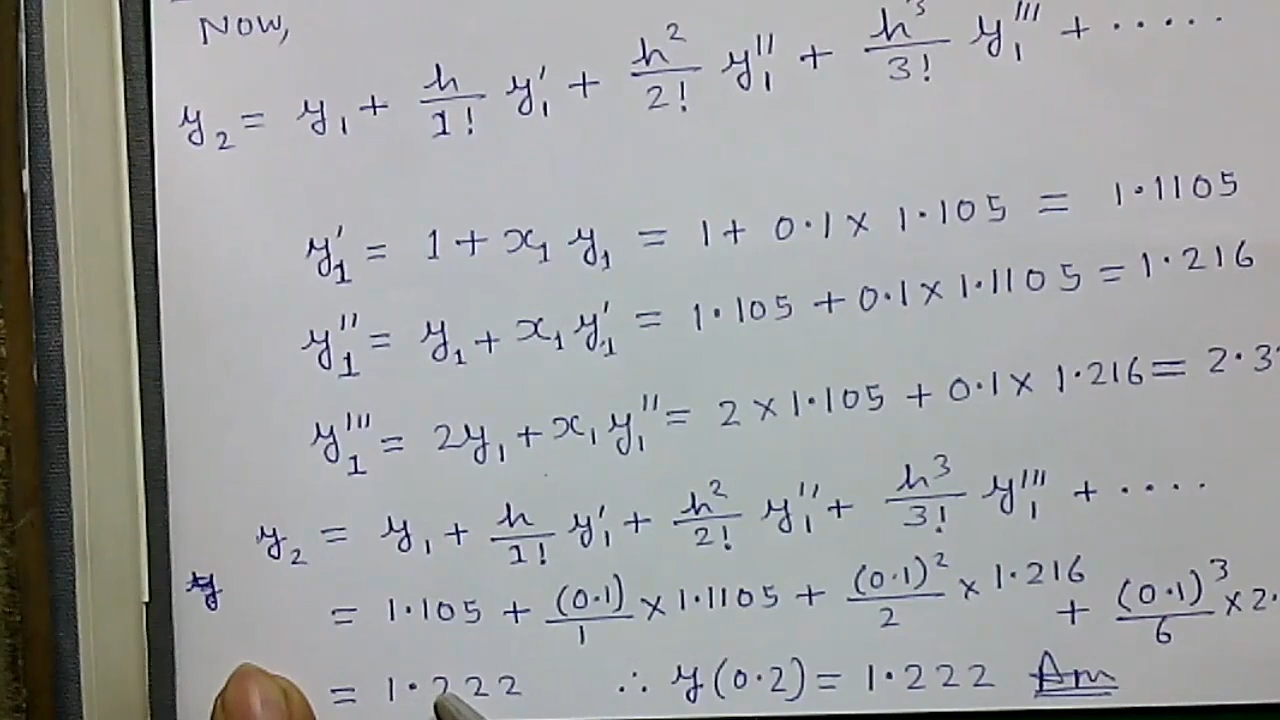 Now,
y₂ = y₁ + h/1! y₁′ + h²/2! y₁″ + h³/3! y₁‴ + ·····
y₁′ = 1 + x₁ y₁ = 1 + 0.1 × 1.105 = 1.1105
y₁″ = y₁ + x₁ y₁′ = 1.105 + 0.1 × 1.1105 = 1.216
y₁‴ = 2y₁ + x₁ y₁″ = 2 × 1.105 + 0.1 × 1.216 = 2.3
y₂ = y₁ + h/1! y₁′ + h²/2! y₁″ + h³/3! y₁‴ + ····
= 1.105 + (0.1)/1 × 1.1105 + (0.1)²/2 × 1.216 + (0.1)³/6 × 2.
= 1.222 ∴ y(0.2) = 1.222 Ans